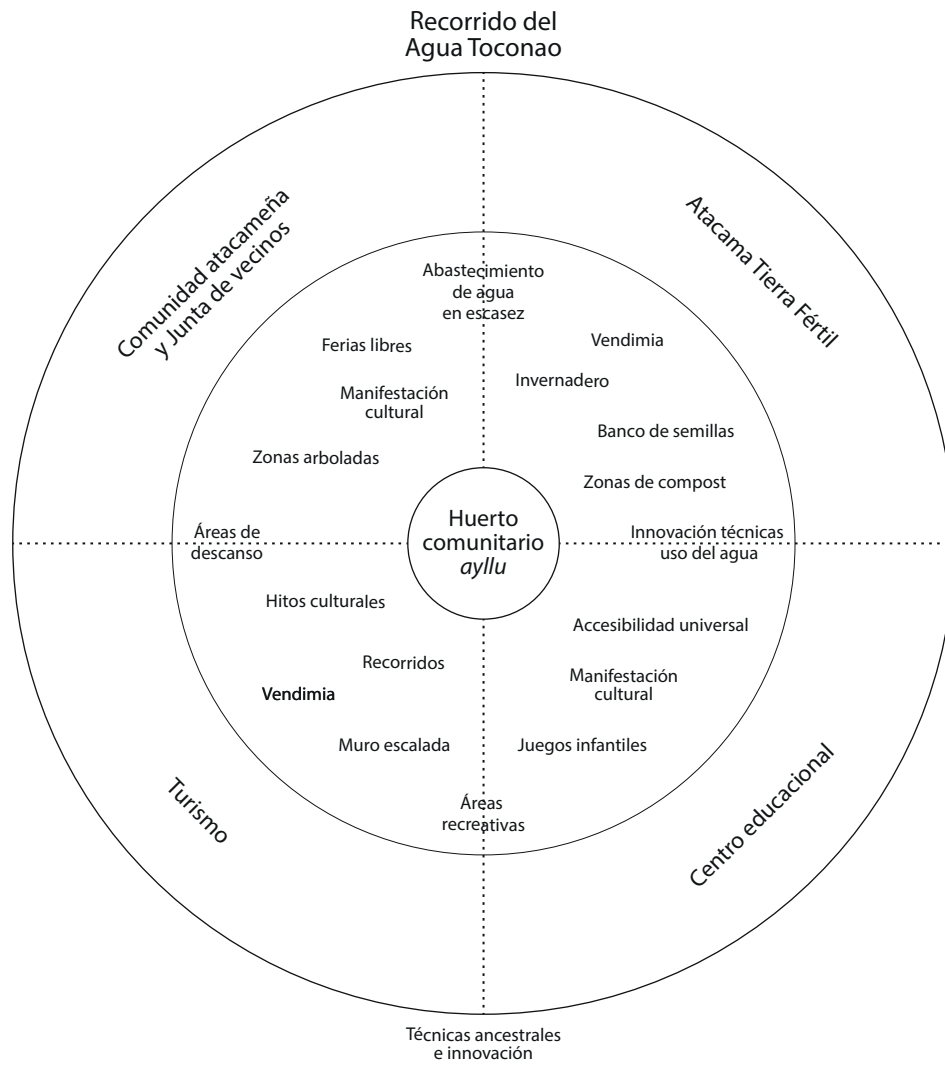 Recorrido del
Agua Toconao
Comunidad atacameña
y Junta de vecinos
Atacama Tierra Fértil
Abastecimiento
de agua
en escasez
Ferias libres
Vendimia
Manifestación
cultural
Invernadero
Zonas arboladas
Banco de semillas
Zonas de compost
Áreas de
descanso
Huerto
comunitario
ayllu
Innovación técnicas
uso del agua
Hitos culturales
Accesibilidad universal
Recorridos
Manifestación
cultural
Vendimia
Muro escalada
Juegos infantiles
Áreas
recreativas
Turismo
Centro educacional
Técnicas ancestrales
e innovación